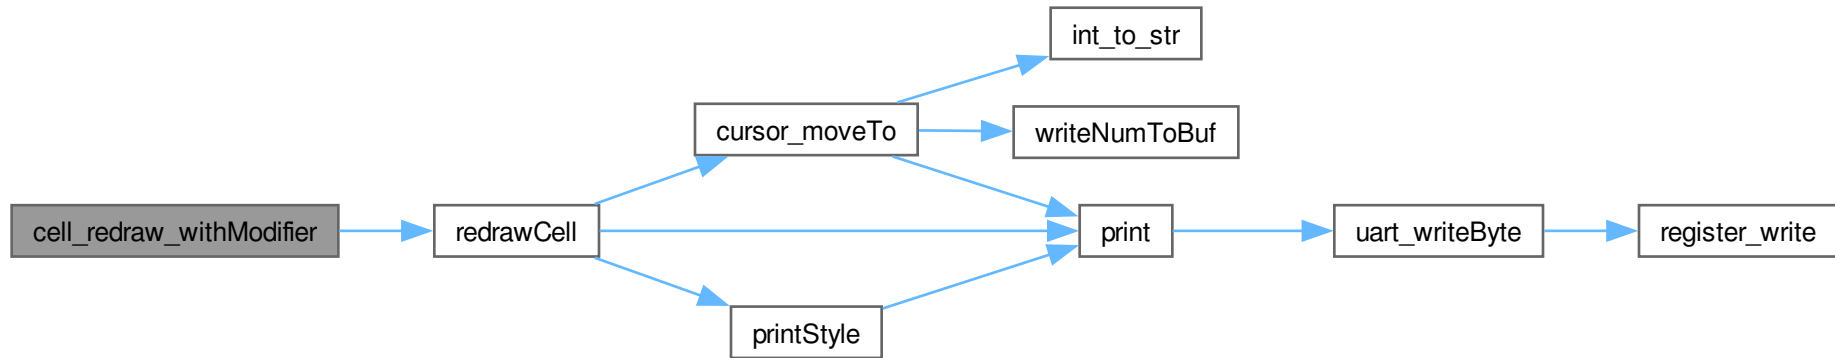 int_to_str
cursor_moveTo
writeNumToBuf
cell_redraw_withModifier
redrawCell
print
uart_writeByte
register_write
printStyle